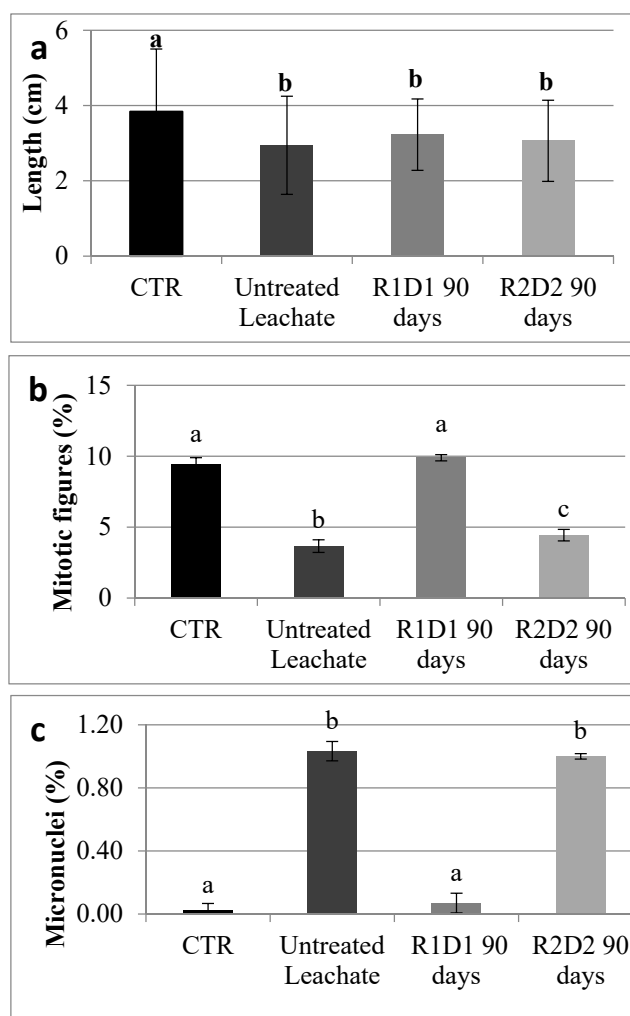 a
Length (cm)
6
4
2
0
a
b
b
b
CTR
Untreated
Leachate
R1D1 90
days
R2D2 90
days
b
Mitotic figures (%)
15
10
5
0
a
b
a
c
CTR
Untreated
Leachate
R1D1 90
days
R2D2 90
days
c
Micronuclei (%)
1.20
0.80
0.40
0.00
a
b
a
b
CTR
Untreated
Leachate
R1D1 90
days
R2D2 90
days